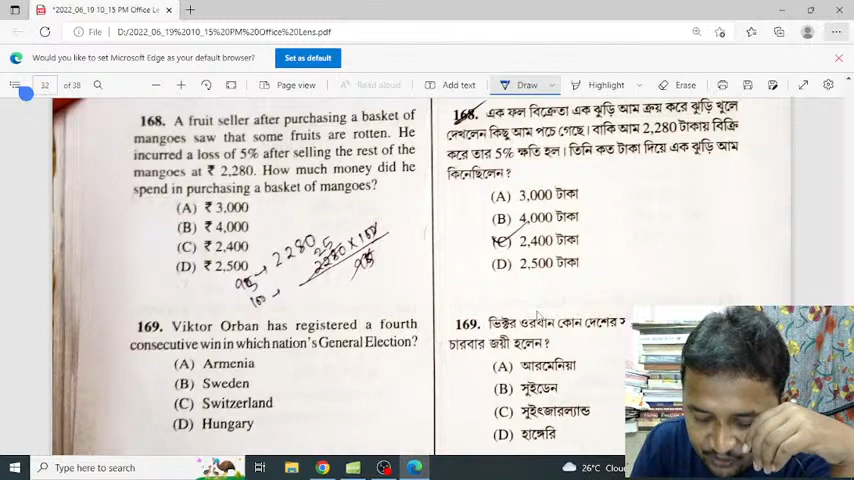 *2022_06_19 10_15 PM Office Le
File
D:/2022_06_19%2010_15%20PM%20Office%20Lens.pdf
Would you like to set Microsoft Edge as your default browser?
Set as default
32
of 38
Page view
Read aloud
Add text
Draw
Highlight
Erase
168. A fruit seller after purchasing a basket of
mangoes saw that some fruits are rotten. He
incurred a loss of 5% after selling the rest of the
mangoes at ₹ 2,280. How much money did he
spend in purchasing a basket of mangoes?
(A) ₹ 3,000
(B) ₹ 4,000
(C) ₹ 2,400
(D) ₹ 2,500
95 → 2280
100 →
25
2280 × 100
95
169. Viktor Orban has registered a fourth
consecutive win in which nation's General Election?
(A) Armenia
(B) Sweden
(C) Switzerland
(D) Hungary
168. এক ফল বিক্রেতা এক ঝুড়ি আম ক্রয় করে ঝুড়ি খুলে
দেখলেন কিছু আম পচে গেছে। বাকি আম 2,280 টাকায় বিক্রি
করে তার 5% ক্ষতি হল। তিনি কত টাকা দিয়ে এক ঝুড়ি আম
কিনেছিলেন?
(A) 3,000 টাকা
(B) 4,000 টাকা
(C) 2,400 টাকা
(D) 2,500 টাকা
169. ভিক্টর ওরবান কোন দেশের
চারবার জয়ী হলেন?
(A) আরমেনিয়া
(B) সুইডেন
(C) সুইৎজারল্যান্ড
(D) হাঙ্গেরি
Type here to search
26°C